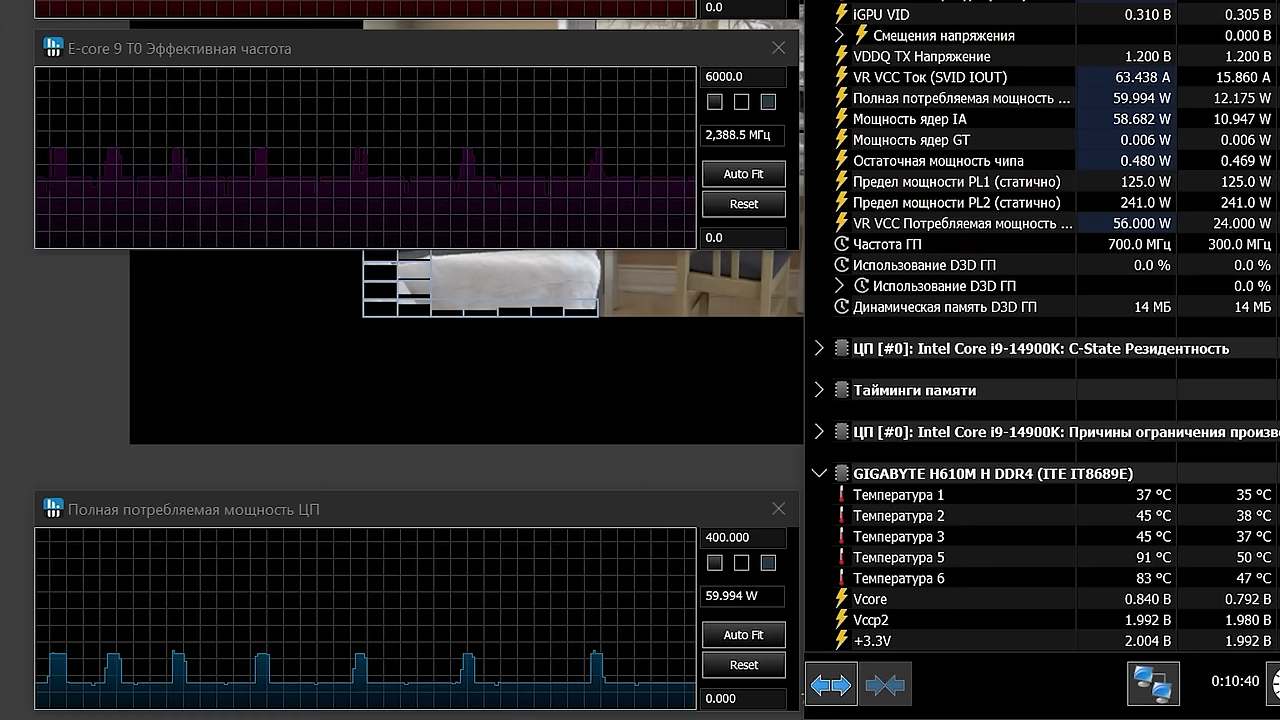 0.0
E-core 9 T0 Эффективная частота
6000.0
2,388.5 МГц
Auto Fit
Reset
0.0
Полная потребляемая мощность ЦП
400.000
59.994 W
Auto Fit
Reset
0.000
iGPU VID 0.310 В 0.305 В
Смещения напряжения 0.000 В
VDDQ TX Напряжение 1.200 В 1.200 В
VR VCC Ток (SVID IOUT) 63.438 А 15.860 А
Полная потребляемая мощность ... 59.994 W 12.175 W
Мощность ядер IA 58.682 W 10.947 W
Мощность ядер GT 0.006 W 0.006 W
Остаточная мощность чипа 0.480 W 0.469 W
Предел мощности PL1 (статично) 125.0 W 125.0 W
Предел мощности PL2 (статично) 241.0 W 241.0 W
VR VCC Потребляемая мощность ... 56.000 W 24.000 W
Частота ГП 700.0 МГц 300.0 МГц
Использование D3D ГП 0.0 % 0.0 %
Использование D3D ГП 0.0 %
Динамическая память D3D ГП 14 МБ 14 МБ
ЦП [#0]: Intel Core i9-14900K: C-State Резидентность
Тайминги памяти
ЦП [#0]: Intel Core i9-14900K: Причины ограничения произв
GIGABYTE H610M H DDR4 (ITE IT8689E)
Температура 1 37 °C 35 °C
Температура 2 45 °C 38 °C
Температура 3 45 °C 37 °C
Температура 5 91 °C 50 °C
Температура 6 83 °C 47 °C
Vcore 0.840 В 0.792 В
Vccp2 1.992 В 1.980 В
+3.3V 2.004 В 1.992 В
0:10:40